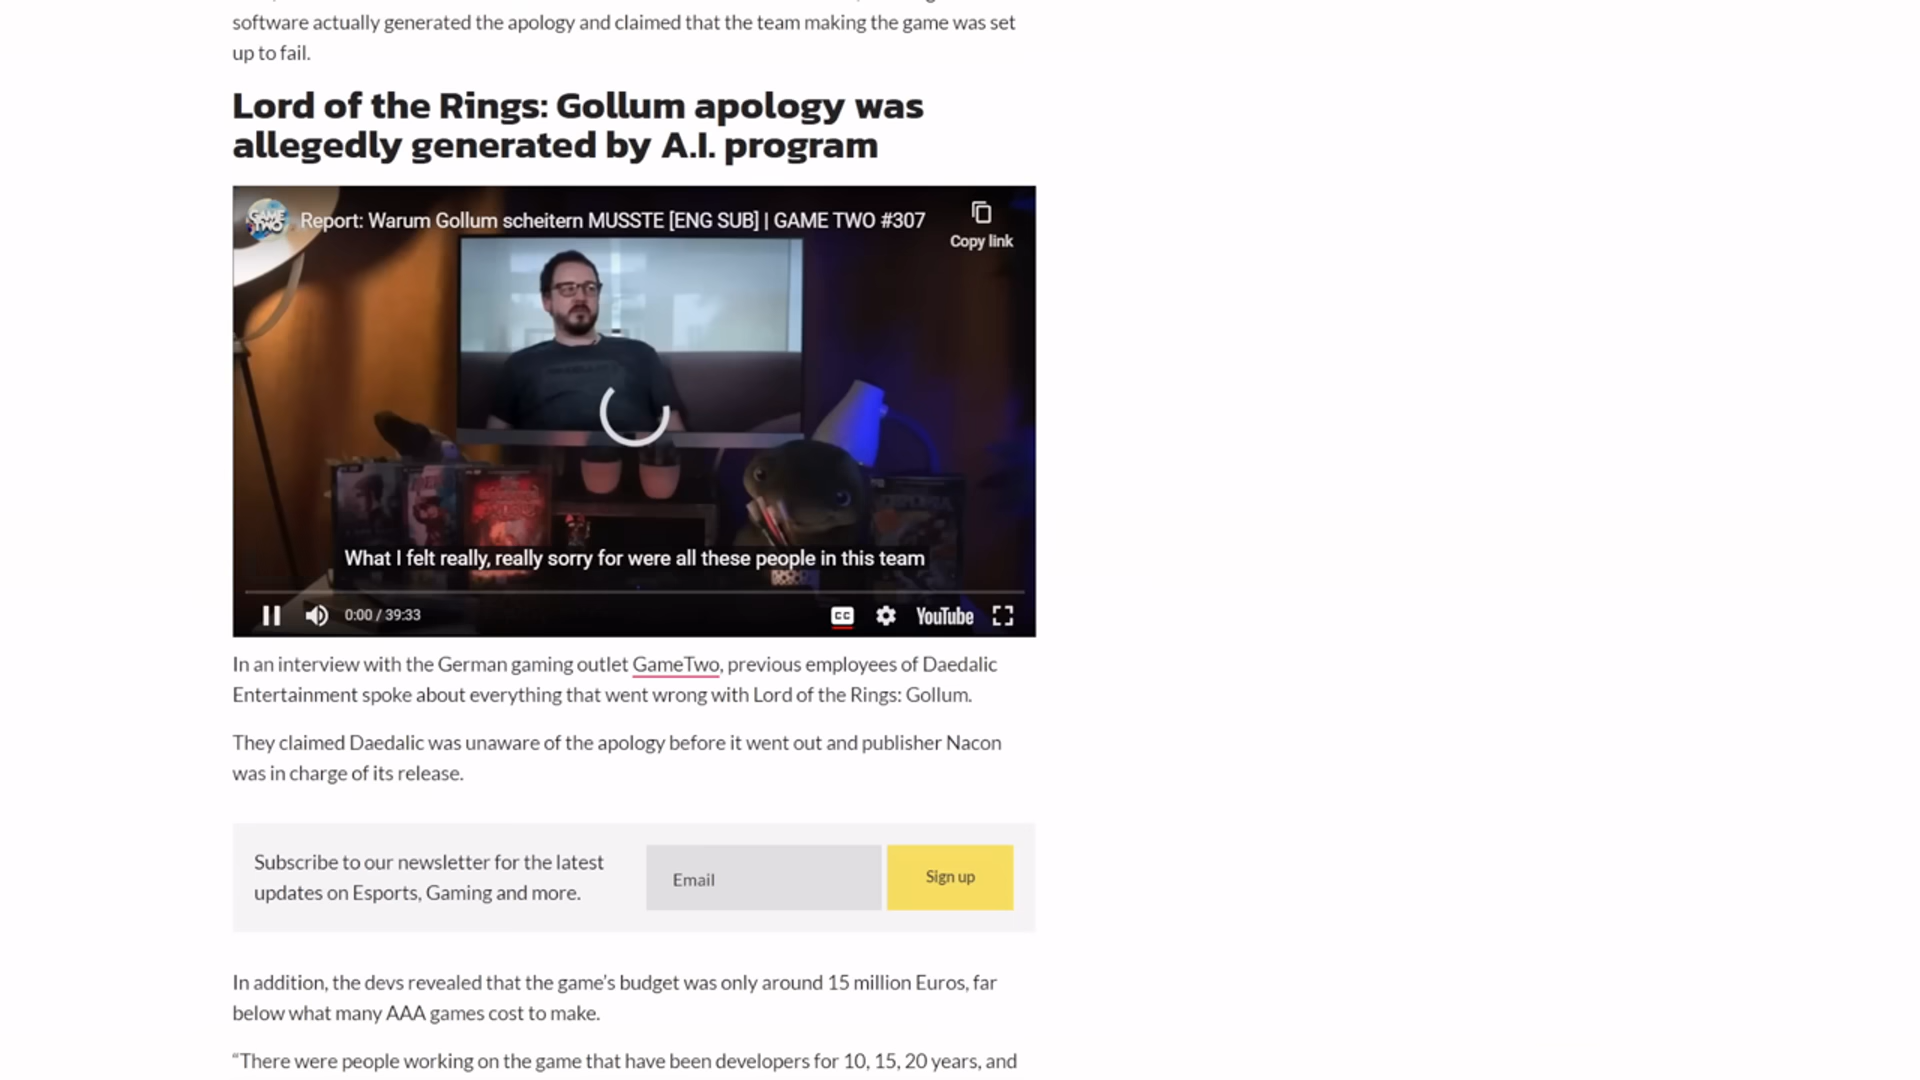 software actually generated the apology and claimed that the team making the game was set
up to fail.
Lord of the Rings: Gollum apology was
allegedly generated by A.I. program
GAME TWO
Report: Warum Gollum scheitern MUSSTE [ENG SUB] | GAME TWO #307
Copy link
What I felt really, really sorry for were all these people in this team
0:00 / 39:33
CC
YouTube
In an interview with the German gaming outlet GameTwo, previous employees of Daedalic
Entertainment spoke about everything that went wrong with Lord of the Rings: Gollum.
They claimed Daedalic was unaware of the apology before it went out and publisher Nacon
was in charge of its release.
Subscribe to our newsletter for the latest
updates on Esports, Gaming and more.
Email
Sign up
In addition, the devs revealed that the game's budget was only around 15 million Euros, far
below what many AAA games cost to make.
“There were people working on the game that have been developers for 10, 15, 20 years, and